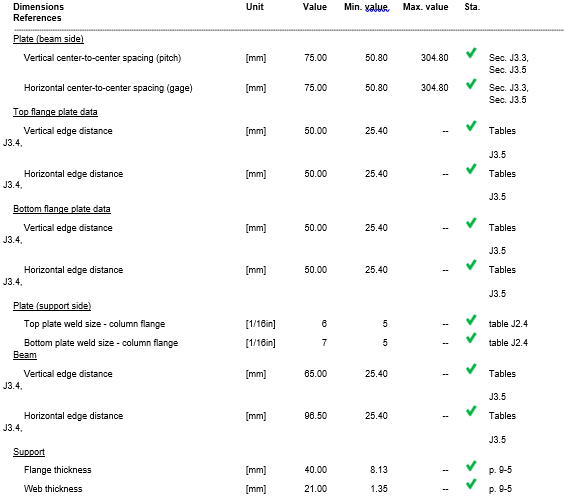 Dimensions Unit Value Min. value Max. value Sta.
References
Plate (beam side)
Vertical center-to-center spacing (pitch) [mm] 75.00 50.80 304.80 ✓ Sec. J3.3,
Sec. J3.5
Horizontal center-to-center spacing (gage) [mm] 75.00 50.80 304.80 ✓ Sec. J3.3,
Sec. J3.5
Top flange plate data
Vertical edge distance [mm] 50.00 25.40 -- ✓ Tables
J3.4,
J3.5
Horizontal edge distance [mm] 50.00 25.40 -- ✓ Tables
J3.4,
J3.5
Bottom flange plate data
Vertical edge distance [mm] 50.00 25.40 -- ✓ Tables
J3.4,
J3.5
Horizontal edge distance [mm] 50.00 25.40 -- ✓ Tables
J3.4,
J3.5
Plate (support side)
Top plate weld size - column flange [1/16in] 6 5 -- ✓ table J2.4
Bottom plate weld size - column flange [1/16in] 7 5 -- ✓ table J2.4
Beam
Vertical edge distance [mm] 65.00 25.40 -- ✓ Tables
J3.4,
J3.5
Horizontal edge distance [mm] 96.50 25.40 -- ✓ Tables
J3.4,
J3.5
Support
Flange thickness [mm] 40.00 8.13 -- ✓ p. 9-5
Web thickness [mm] 21.00 1.35 -- ✓ p. 9-5